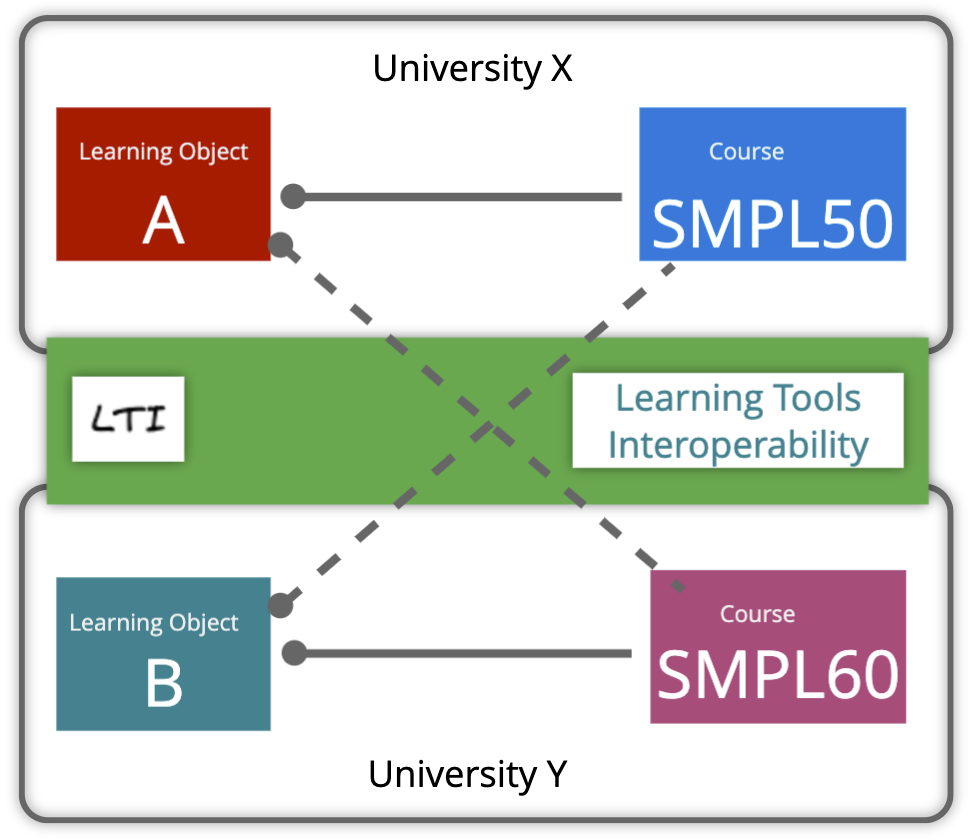 University X
Learning Object
A
Course
SMPL50
LTI
Learning Tools
Interoperability
Learning Object
B
Course
SMPL60
University Y